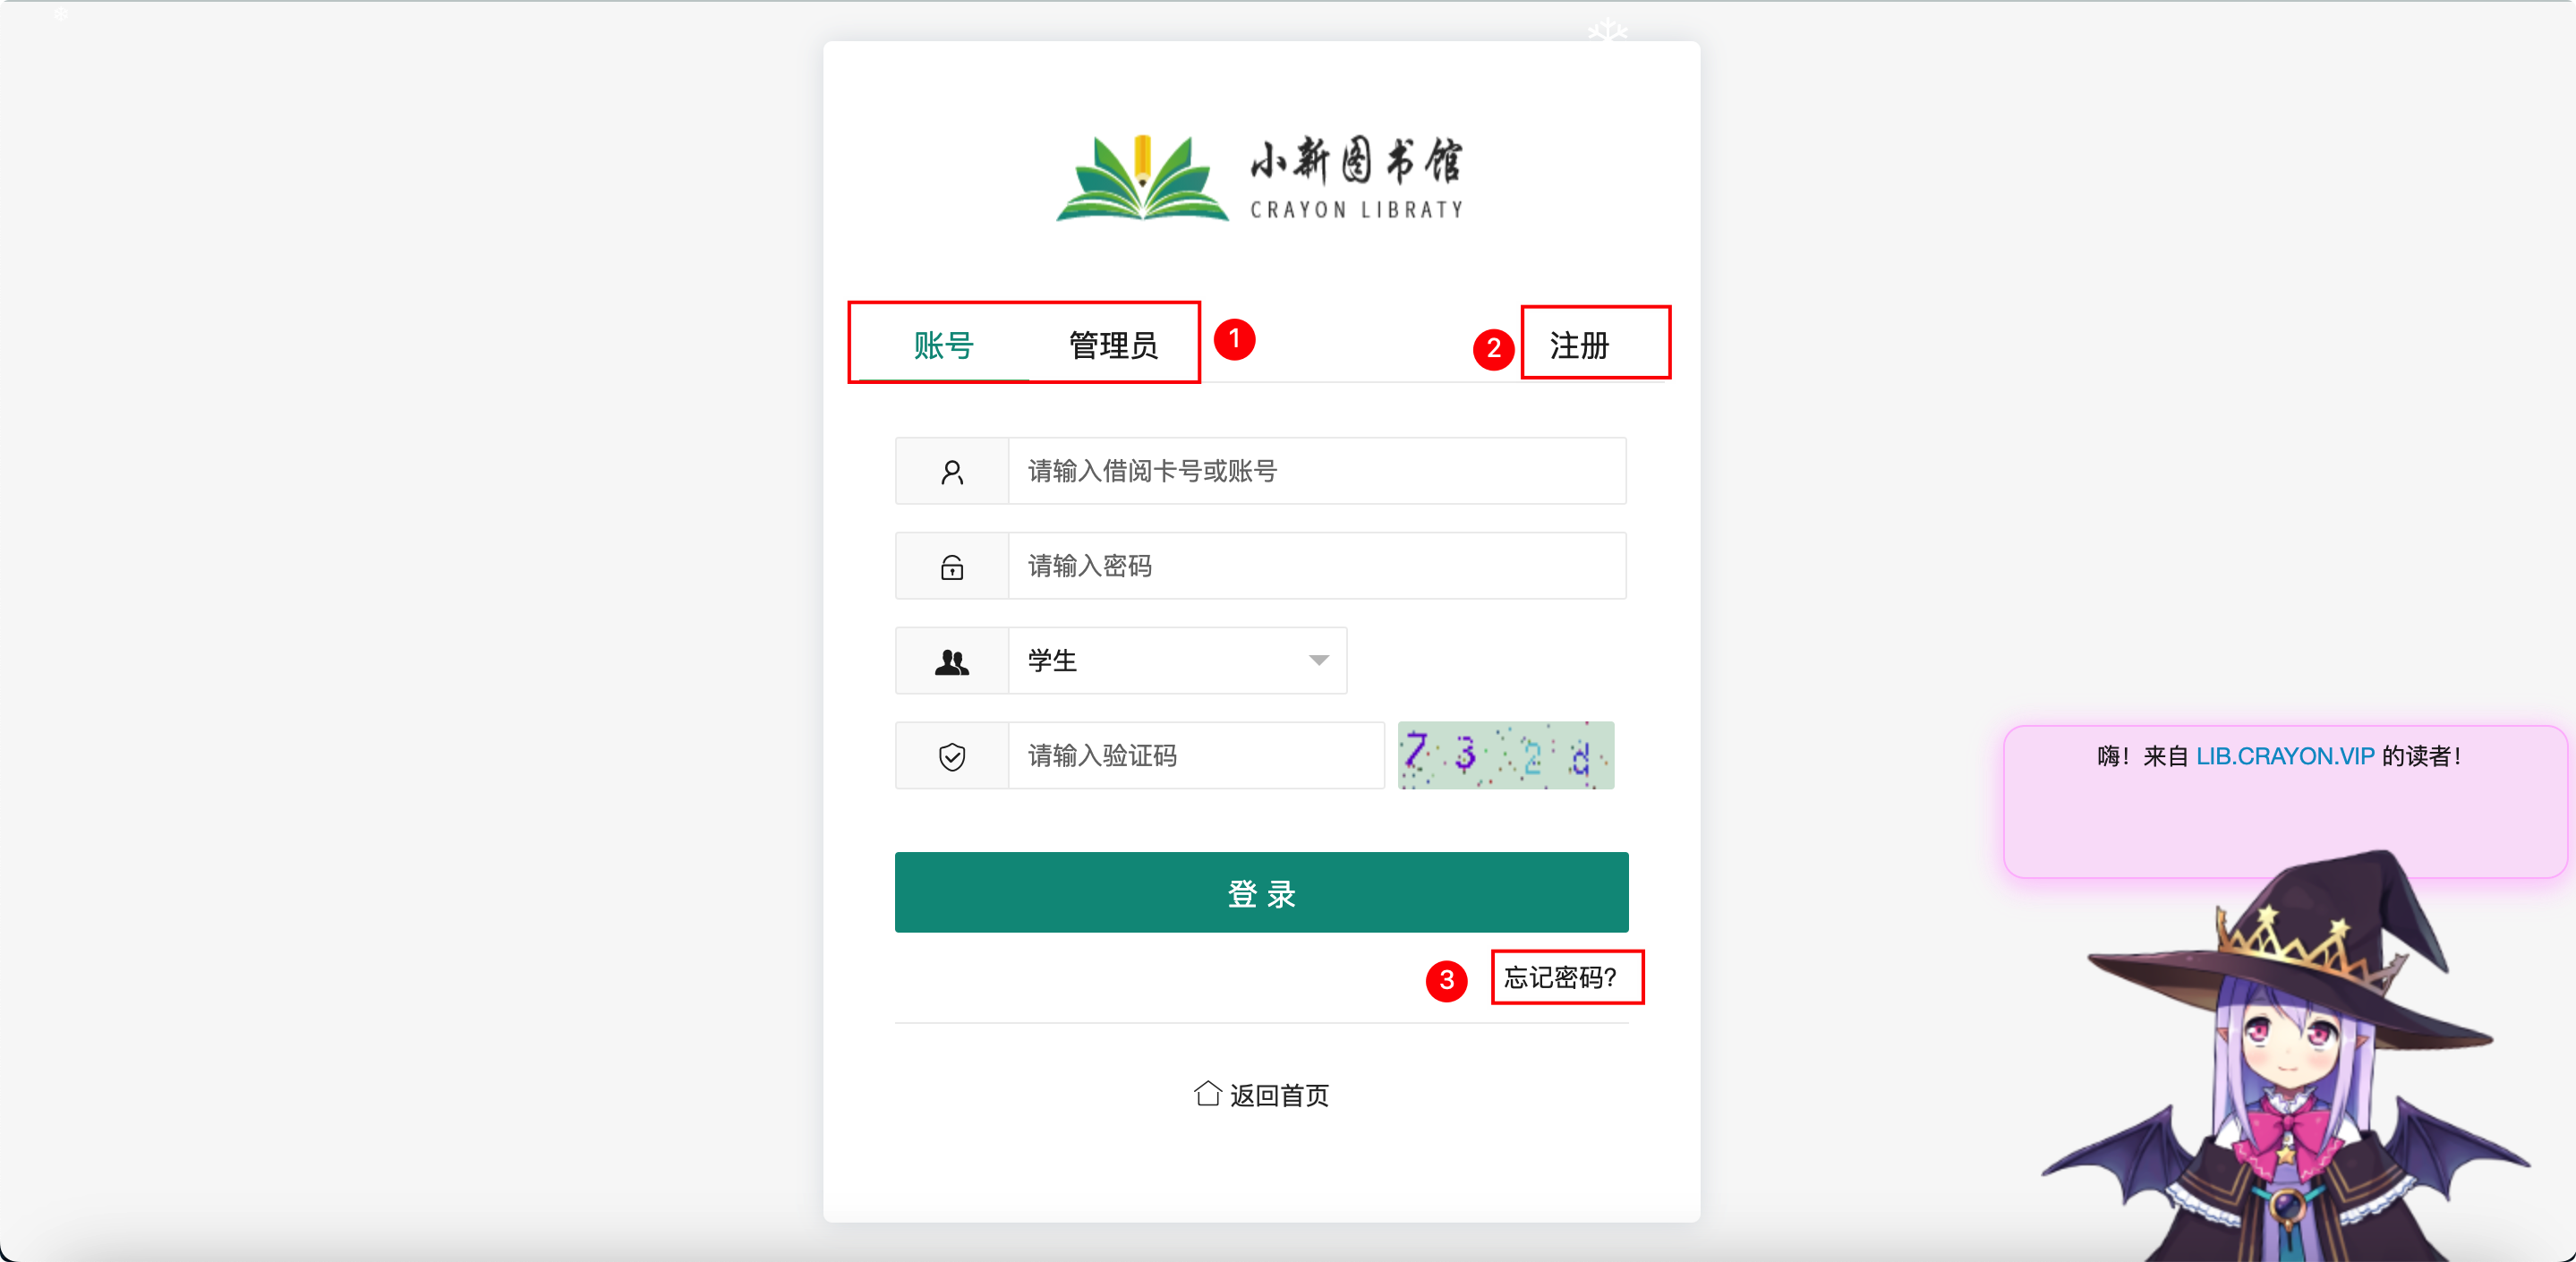 小新图书馆
CRAYON LIBRATY
账号 管理员 1 2 注册
请输入借阅卡号或账号
请输入密码
学生
请输入验证码 Z 3 2 d
嗨！来自 LIB.CRAYON.VIP 的读者！
登 录
3 忘记密码?
返回首页